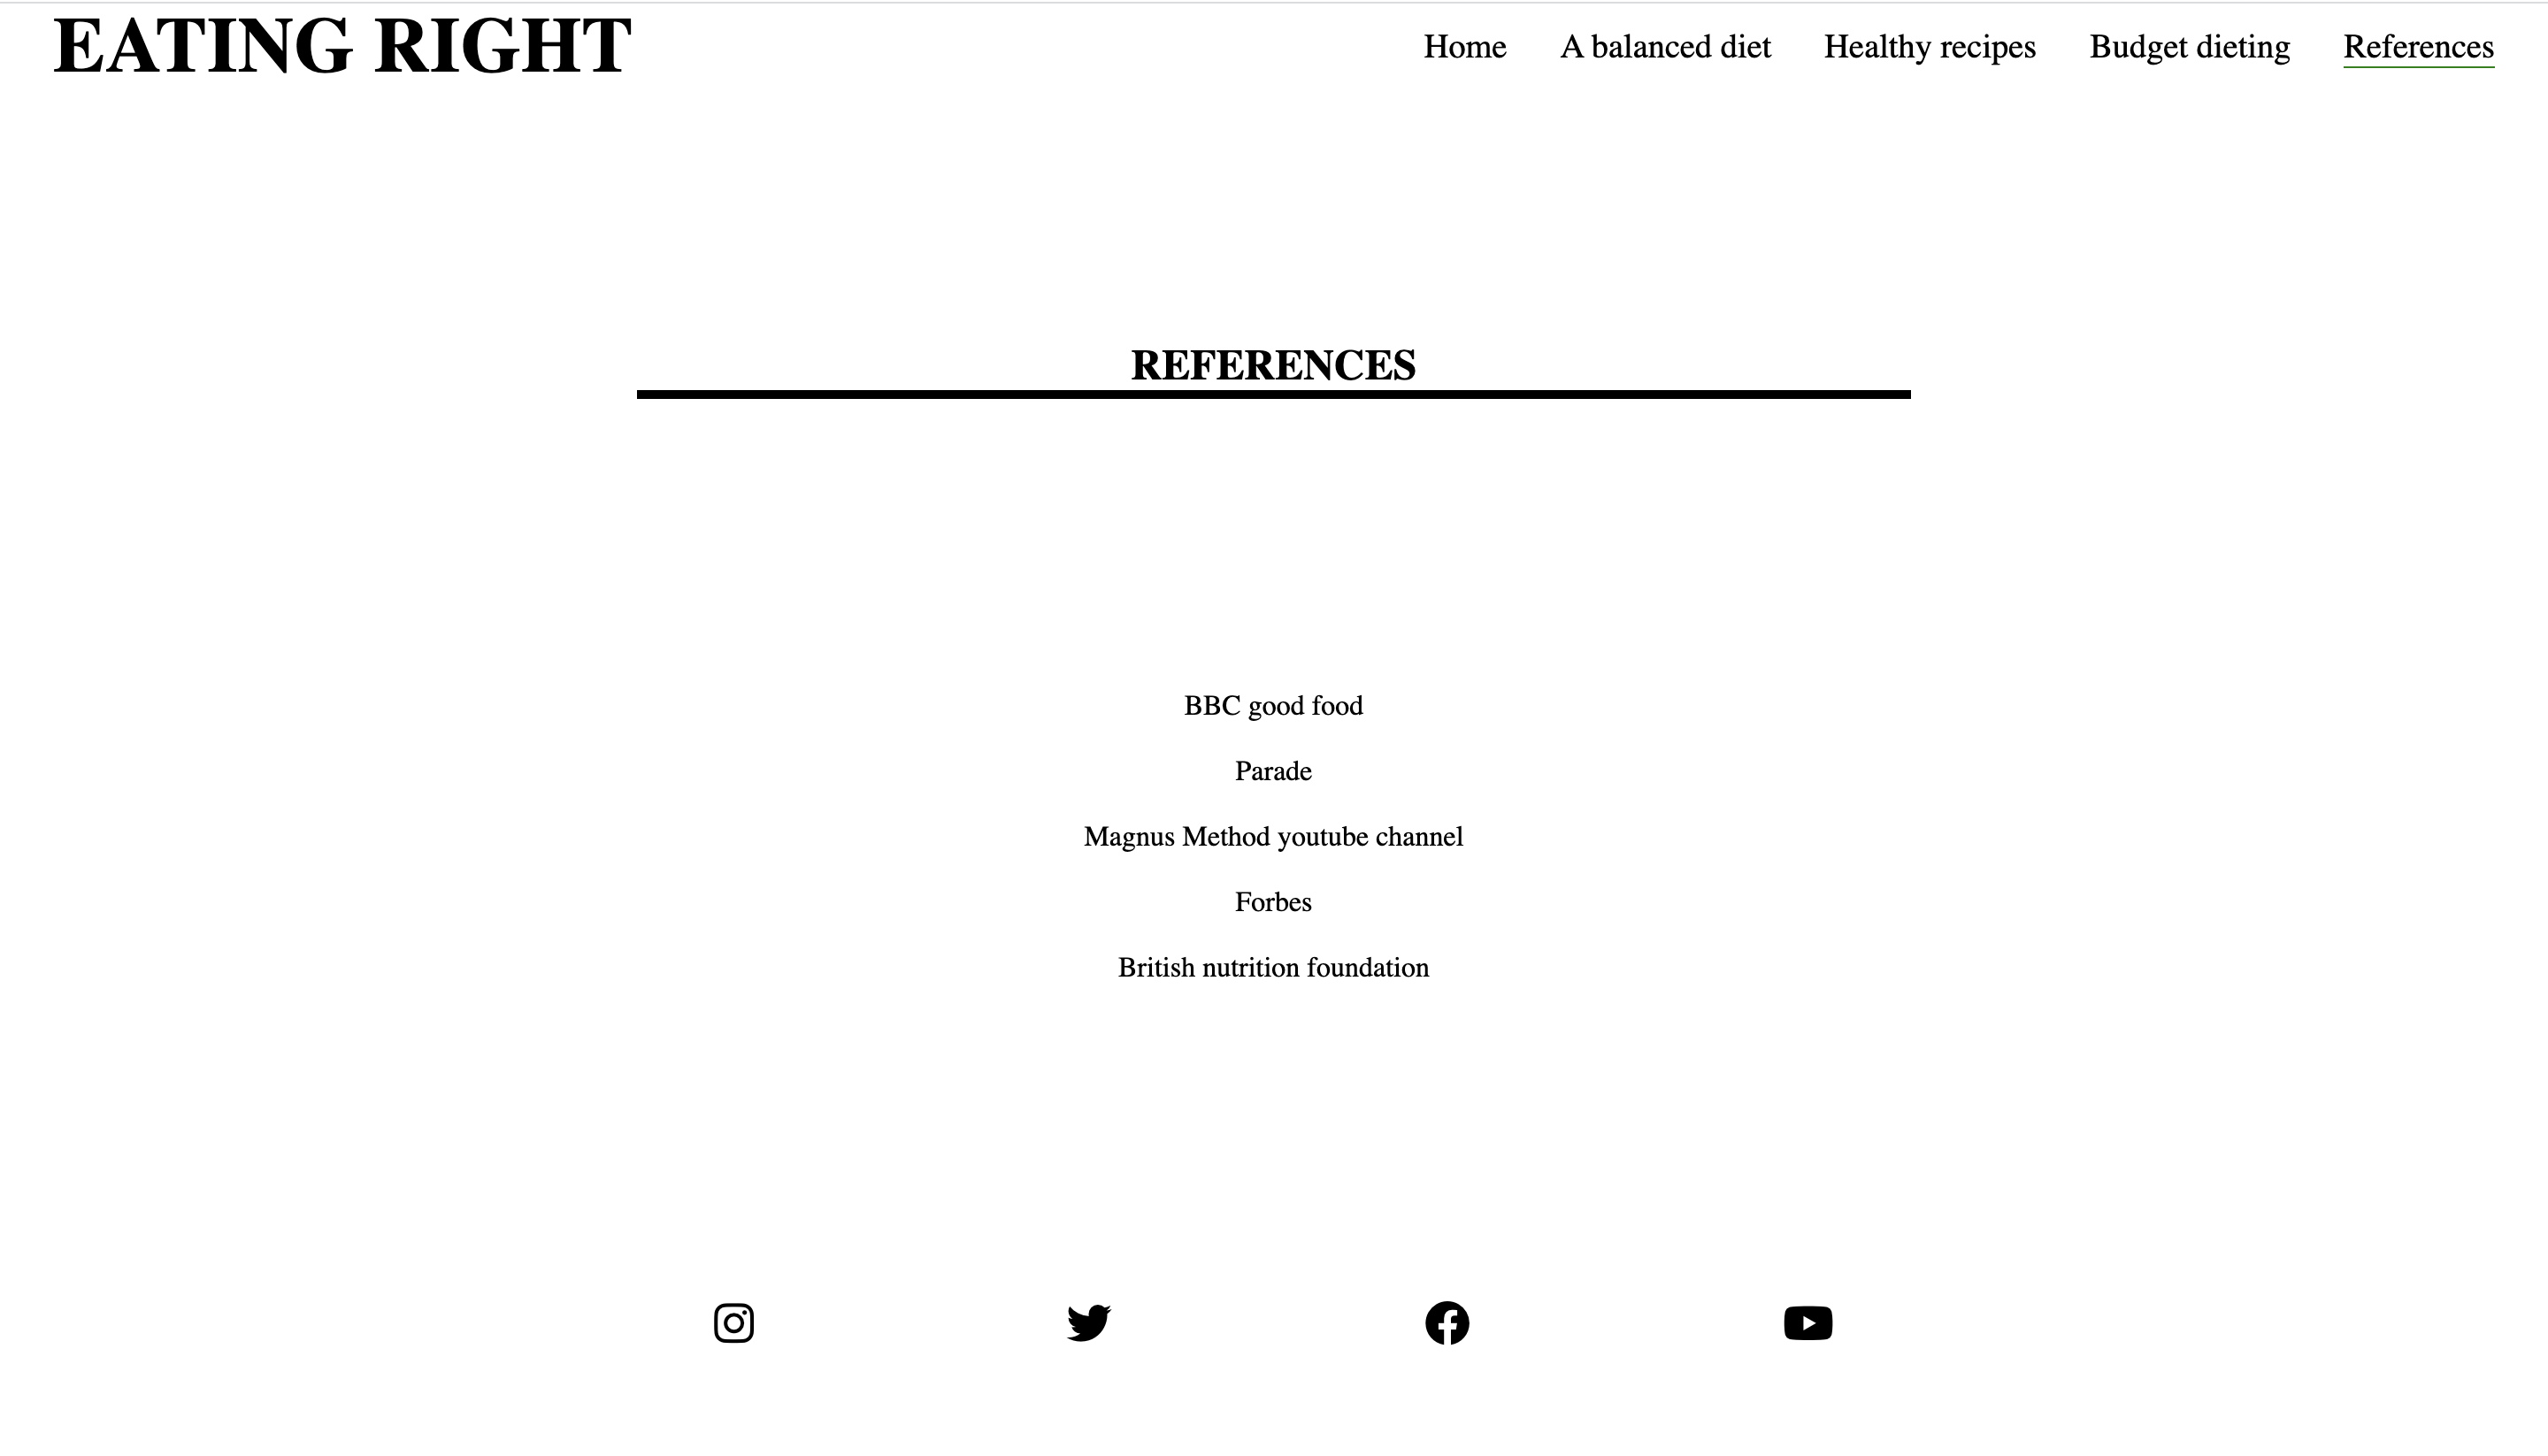 EATING RIGHT
Home A balanced diet Healthy recipes Budget dieting References
REFERENCES
BBC good food
Parade
Magnus Method youtube channel
Forbes
British nutrition foundation